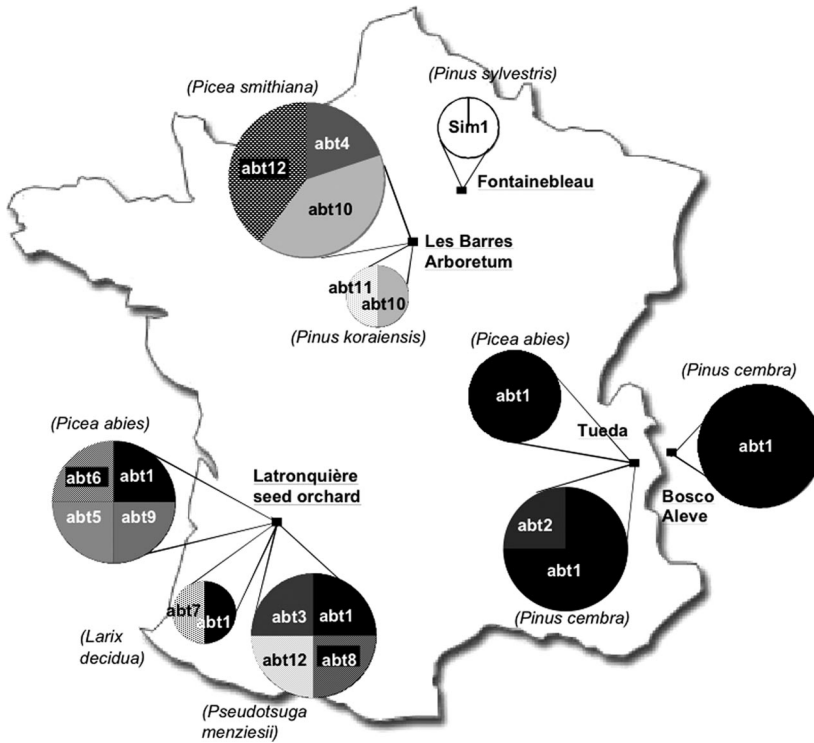 (Picea smithiana)
(Pinus sylvestris)
Sim1
abt4
abt12
abt10
Fontainebleau
Les Barres
Arboretum
abt11
abt10
(Pinus koraiensis)
(Picea abies)
(Pinus cembra)
abt1
abt1
Tueda
(Picea abies)
abt6
abt1
abt5
abt9
Latronquière
seed orchard
Bosco
Aleve
abt2
abt1
(Pinus cembra)
abt7
abt1
(Larix
decidua)
abt3
abt1
abt12
abt8
(Pseudotsuga
menziesii)